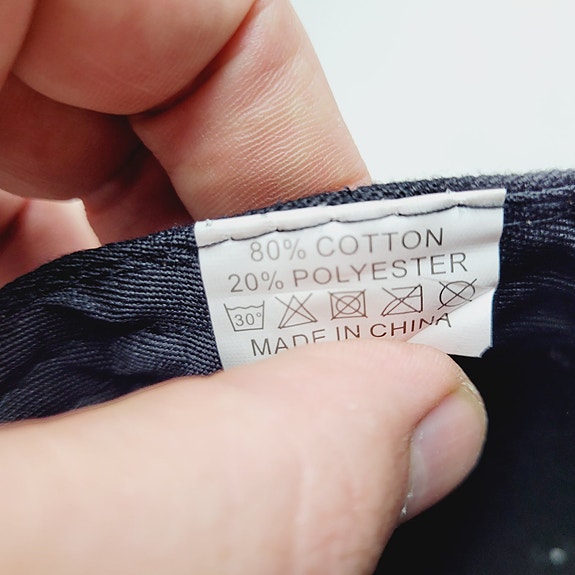 80% COTTON
20% POLYESTER
30°
MADE IN CHINA